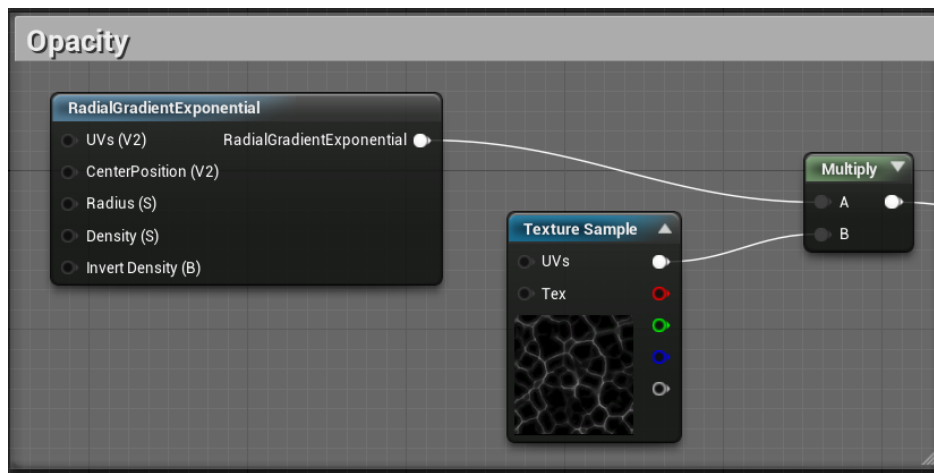 Opacity
RadialGradientExponential
UVs (V2)
RadialGradientExponential
CenterPosition (V2)
Radius (S)
Density (S)
Invert Density (B)
Texture Sample
UVs
Tex
Multiply
A
B